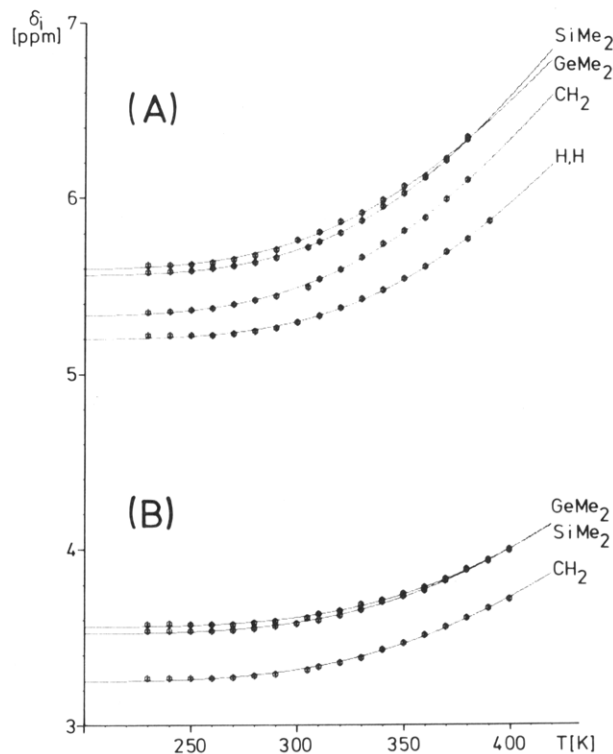 δi
[ppm]
7
SiMe2
GeMe2
(A)
CH2
H,H
6
5
(B)
GeMe2
SiMe2
4
CH2
3
250
300
350
400
T[K]